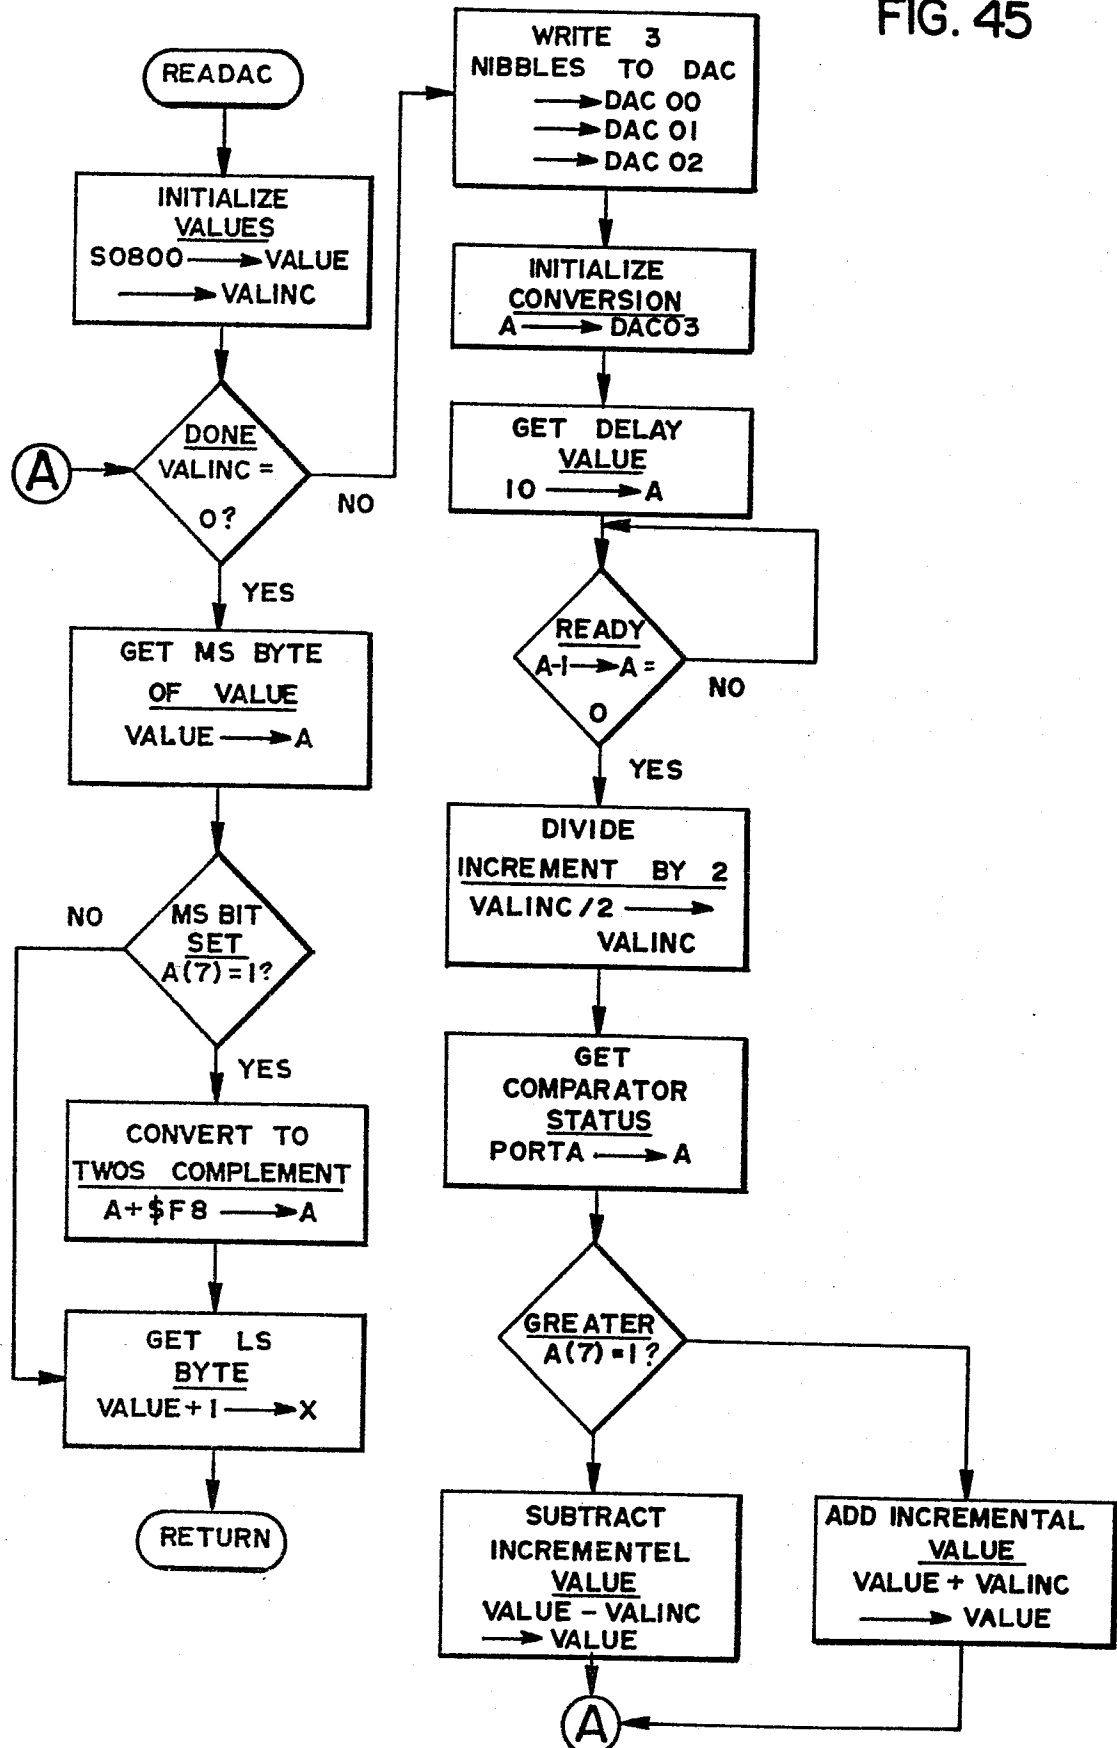 FIG. 45
READAC
INITIALIZE
VALUES
S0800 → VALUE
→ VALINC
A
DONE
VALINC =
0?
NO
YES
GET MS BYTE
OF VALUE
VALUE → A
MS BIT
SET
A(7)=1?
NO
YES
CONVERT TO
TWOS COMPLEMENT
A+$F8 → A
GET LS
BYTE
VALUE+1 → X
RETURN
WRITE 3
NIBBLES TO DAC
→ DAC 00
→ DAC 01
→ DAC 02
INITIALIZE
CONVERSION
A → DAC03
GET DELAY
VALUE
10 → A
READY
A-1 → A =
0
NO
YES
DIVIDE
INCREMENT BY 2
VALINC/2 →
VALINC
GET
COMPARATOR
STATUS
PORTA → A
GREATER
A(7)=1?
SUBTRACT
INCREMENTEL
VALUE
VALUE - VALINC
→ VALUE
ADD INCREMENTAL
VALUE
VALUE + VALINC
→ VALUE
A